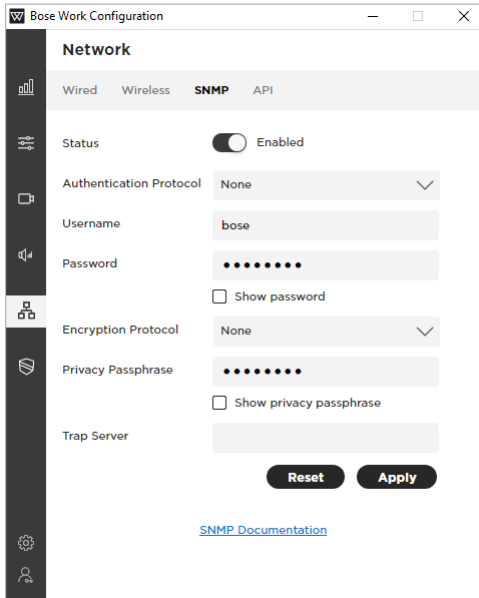 Bose Work Configuration
Network
Wired Wireless SNMP API
Status Enabled
Authentication Protocol None
Username bose
Password ••••••••
Show password
Encryption Protocol None
Privacy Passphrase ••••••••
Show privacy passphrase
Trap Server
Reset Apply
SNMP Documentation